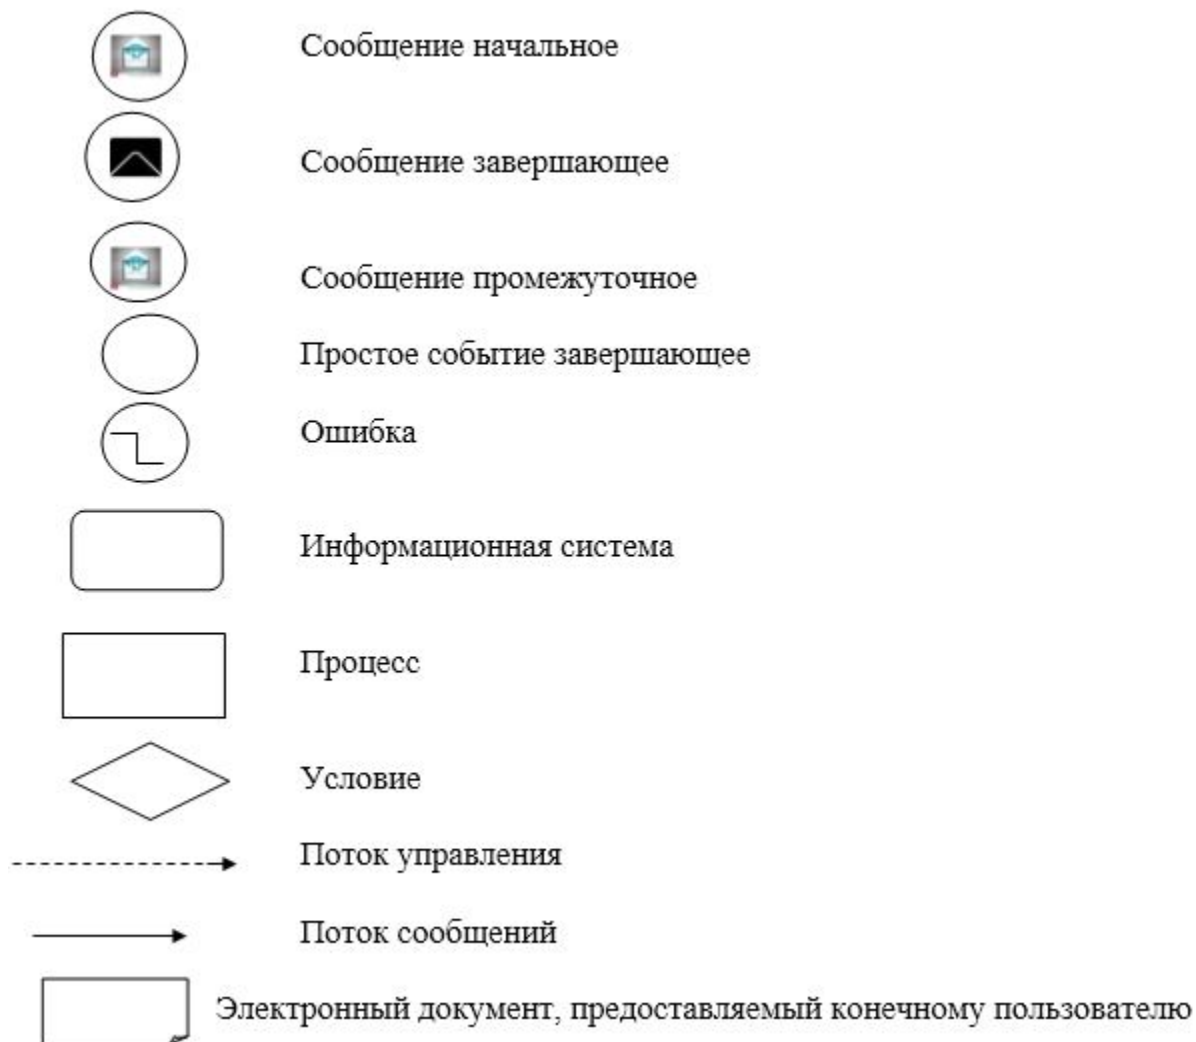 Сообщение начальное
Сообщение завершающее
Сообщение промежуточное
Простое событие завершающее
Ошибка
Информационная система
Процесс
Условие
Поток управления
Поток сообщений
Электронный документ, предоставляемый конечному пользователю